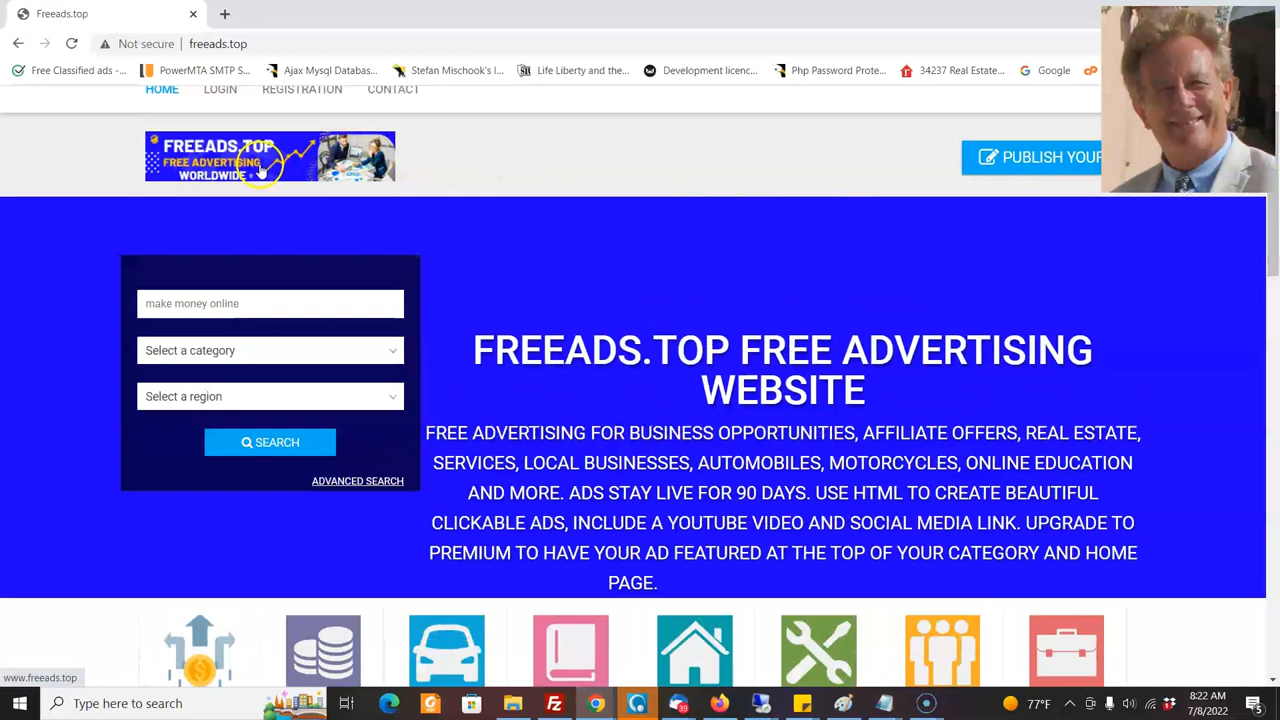 Freeads.top
Not secure
freeads.top
Free Classified ads -...
PowerMTA SMTP S...
Ajax Mysql Databas...
Stefan Mischook's I...
Life Liberty and the...
Development licenc...
Php Password Prote...
34237 Real Estate...
Google
HOME
LOGIN
REGISTRATION
CONTACT
FREEADS.TOP
FREE ADVERTISING
WORLDWIDE
PUBLISH YOUR
make money online
Select a category
Select a region
SEARCH
ADVANCED SEARCH
FREEADS.TOP FREE ADVERTISING
WEBSITE
FREE ADVERTISING FOR BUSINESS OPPORTUNITIES, AFFILIATE OFFERS, REAL ESTATE,
SERVICES, LOCAL BUSINESSES, AUTOMOBILES, MOTORCYCLES, ONLINE EDUCATION
AND MORE. ADS STAY LIVE FOR 90 DAYS. USE HTML TO CREATE BEAUTIFUL
CLICKABLE ADS, INCLUDE A YOUTUBE VIDEO AND SOCIAL MEDIA LINK. UPGRADE TO
PREMIUM TO HAVE YOUR AD FEATURED AT THE TOP OF YOUR CATEGORY AND HOME
PAGE.
www.freeads.top
Type here to search
39
77°F
8:22 AM
7/8/2022
5